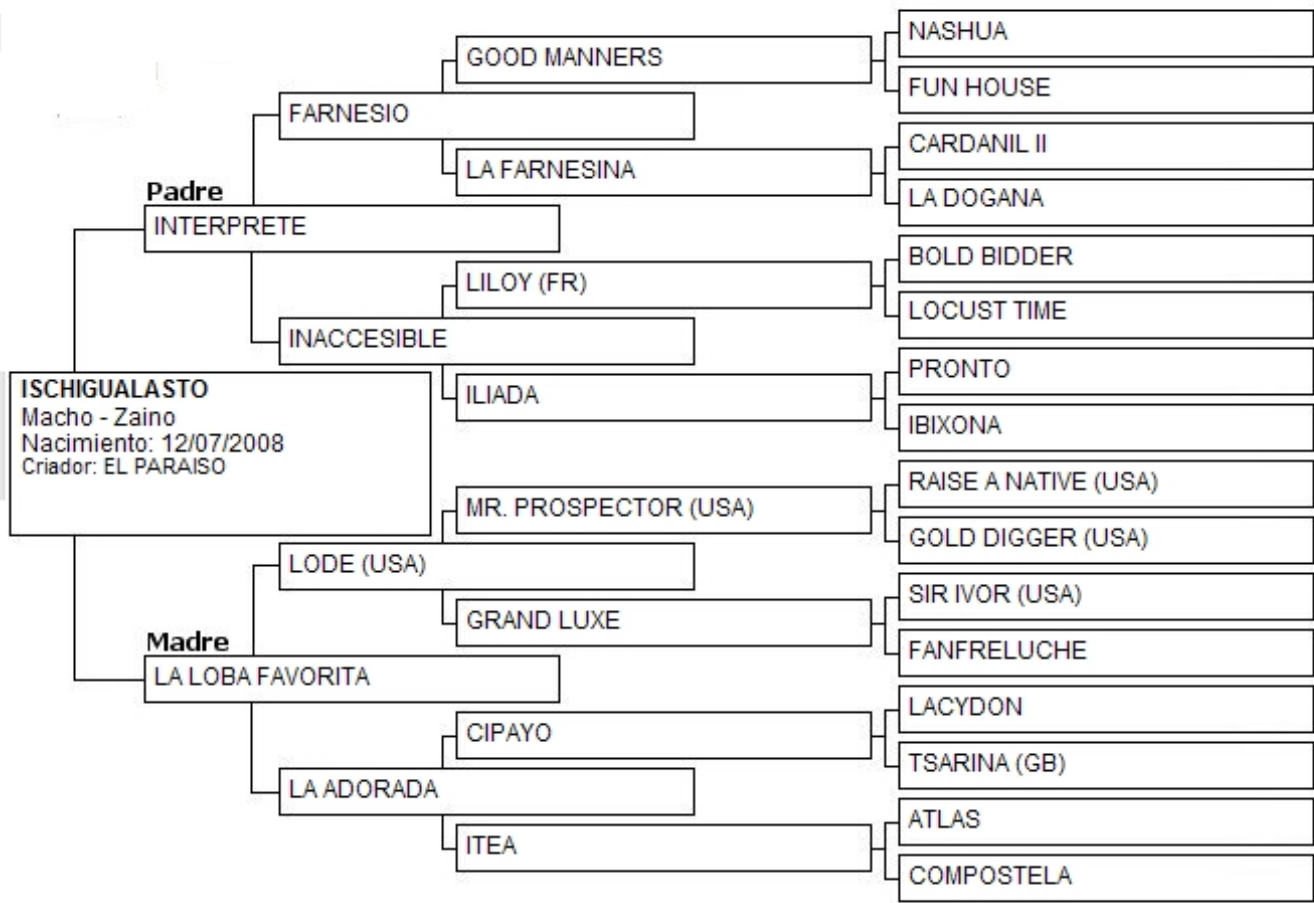 NASHUA
GOOD MANNERS
FUN HOUSE
FARNESIO
CARDANIL II
LA FARNESINA
LA DOGANA
Padre
INTERPRETE
BOLD BIDDER
LILOY (FR)
LOCUST TIME
INACCESIBLE
PRONTO
ILIADA
IBIXONA
ISCHIGUALASTO
Macho - Zaino
Nacimiento: 12/07/2008
Criador: EL PARAISO
RAISE A NATIVE (USA)
MR. PROSPECTOR (USA)
GOLD DIGGER (USA)
LODE (USA)
SIR IVOR (USA)
GRAND LUXE
FANFRELUCHE
Madre
LA LOBA FAVORITA
LACYDON
CIPAYO
TSARINA (GB)
LA ADORADA
ATLAS
ITEA
COMPOSTELA